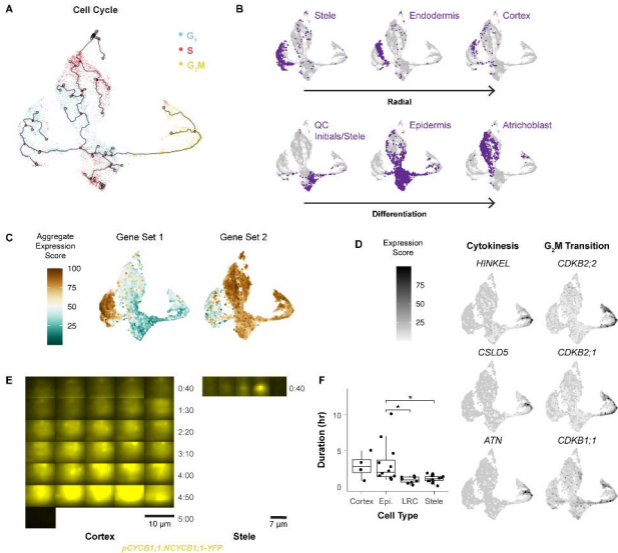 A
Cell Cycle
G1
S
G2M
B
Stele
Endodermis
Cortex
Radial
QC
Initials/Stele
Epidermis
Atrichoblast
Differentiation
C
Aggregate
Expression
Score
100
75
50
25
Gene Set 1
Gene Set 2
D
Expression
Score
75
50
25
Cytokinesis
G2M Transition
HINKEL
CDKB2;2
CSLD5
CDKB2;1
ATN
CDKB1;1
E
0:40
1:30
2:20
3:10
4:00
4:50
5:00
10 µm
Cortex
0:40
7 µm
Stele
pCYCB1;1:NCYCB1;1-YFP
F
Duration (hr)
10
5
0
*
*
Cortex
Epi.
LRC
Stele
Cell Type